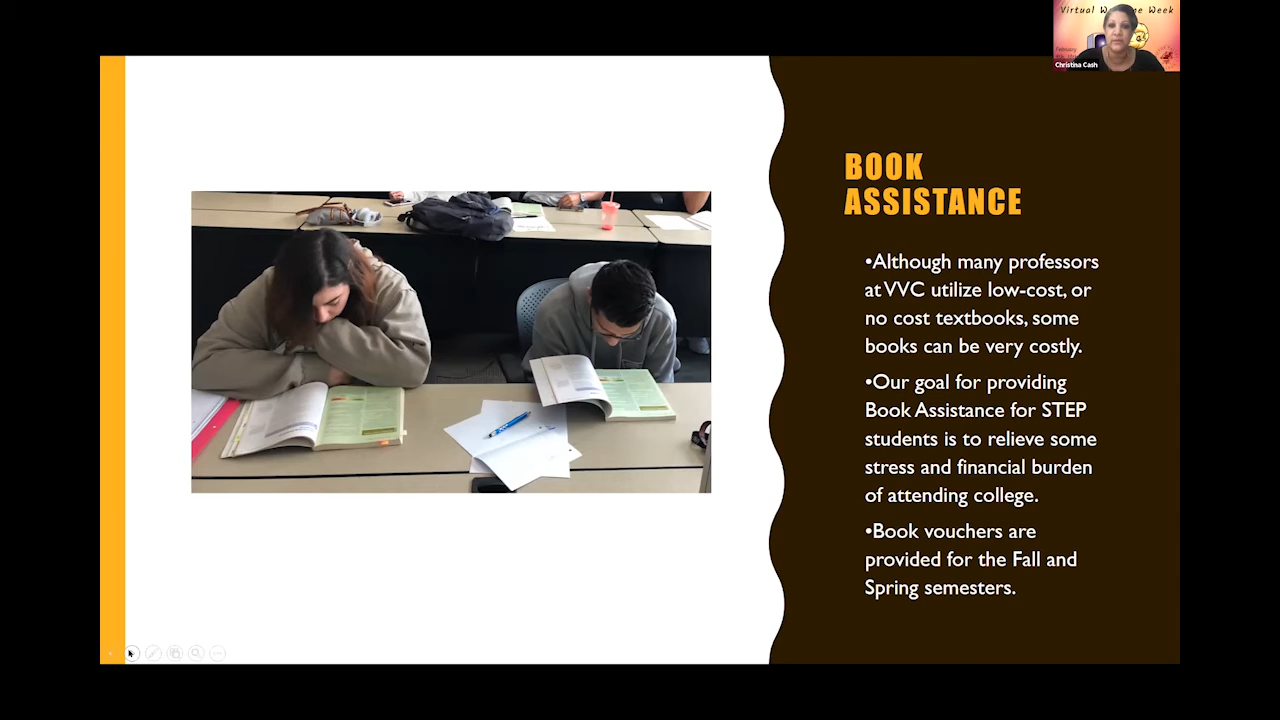 Virtual We me Week
February
Christina Cash
BOOK
ASSISTANCE
•Although many professors
at VVC utilize low-cost, or
no cost textbooks, some
books can be very costly.
•Our goal for providing
Book Assistance for STEP
students is to relieve some
stress and financial burden
of attending college.
•Book vouchers are
provided for the Fall and
Spring semesters.